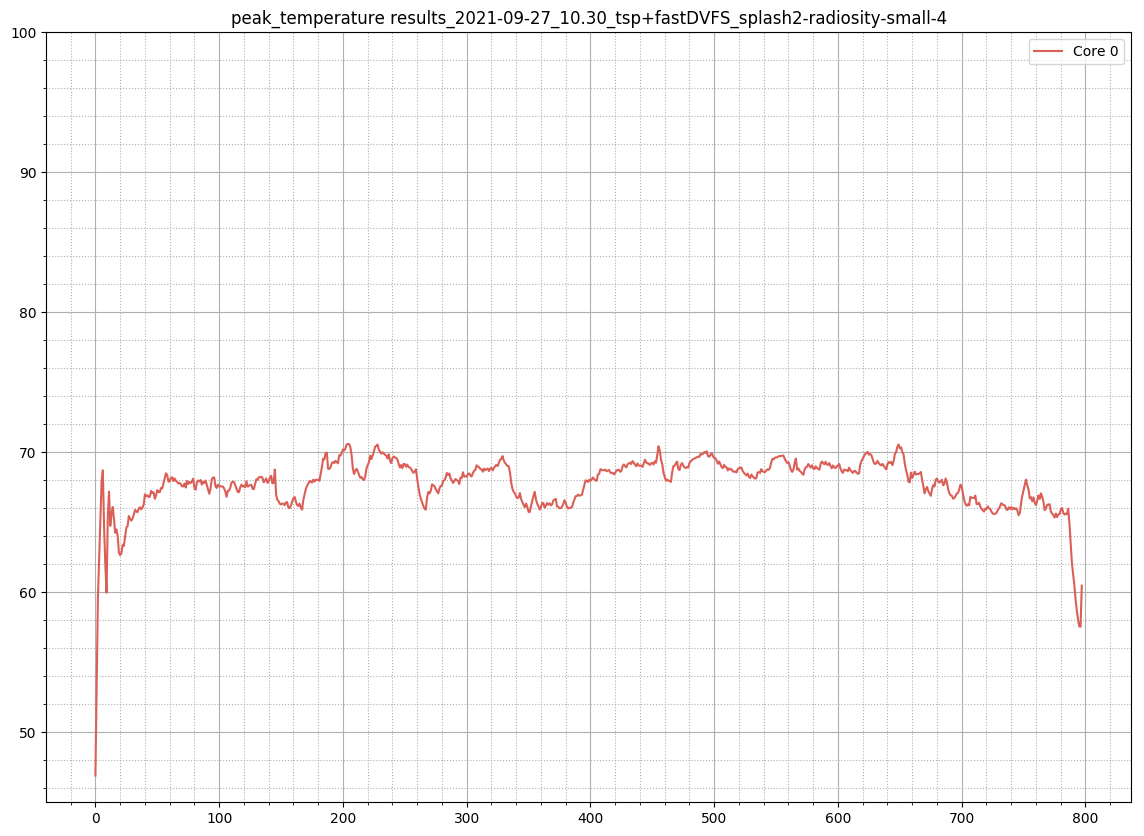 peak_temperature results_2021-09-27_10.30_tsp+fastDVFS_splash2-radiosity-small-4
Core 0
100
90
80
70
60
50
0 100 200 300 400 500 600 700 800